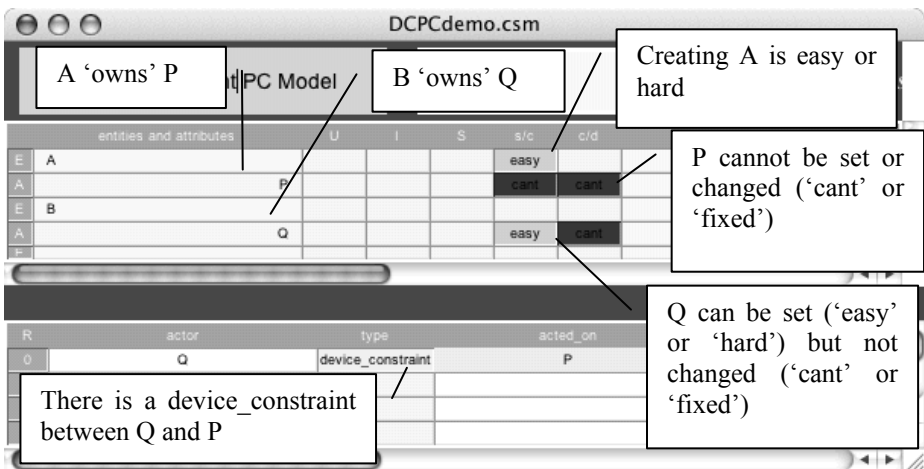 DCPCdemo.csm
A ‘owns’ P
PC Model
B ‘owns’ Q
Creating A is easy or
hard
entities and attributes U I S s/c c/d
E A easy
A P cant cant
E B
A Q easy cant
E
P cannot be set or
changed (‘cant’ or
‘fixed’)
Q can be set (‘easy’
or ‘hard’) but not
changed (‘cant’ or
‘fixed’)
R actor type acted_on
0 Q device_constraint P
There is a device_constraint
between Q and P